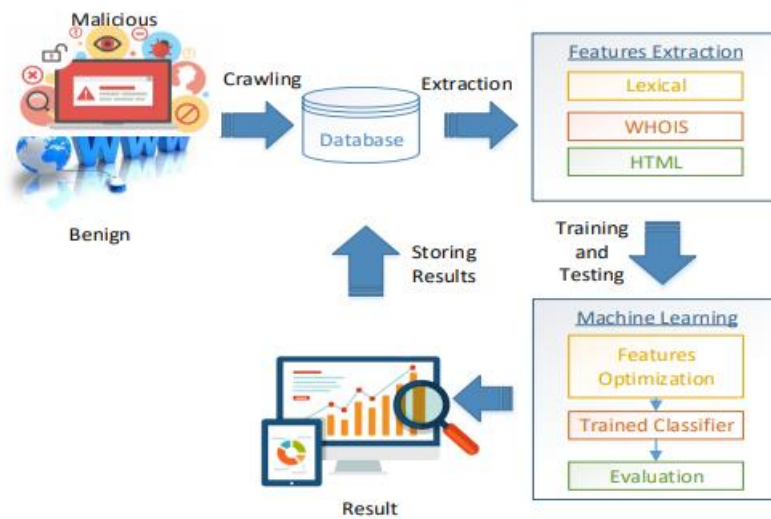 Malicious
WWW
Benign
Crawling
Database
Extraction
Features Extraction
Lexical
WHOIS
HTML
Training
and
Testing
Machine Learning
Features
Optimization
Trained Classifier
Evaluation
Storing
Results
Result